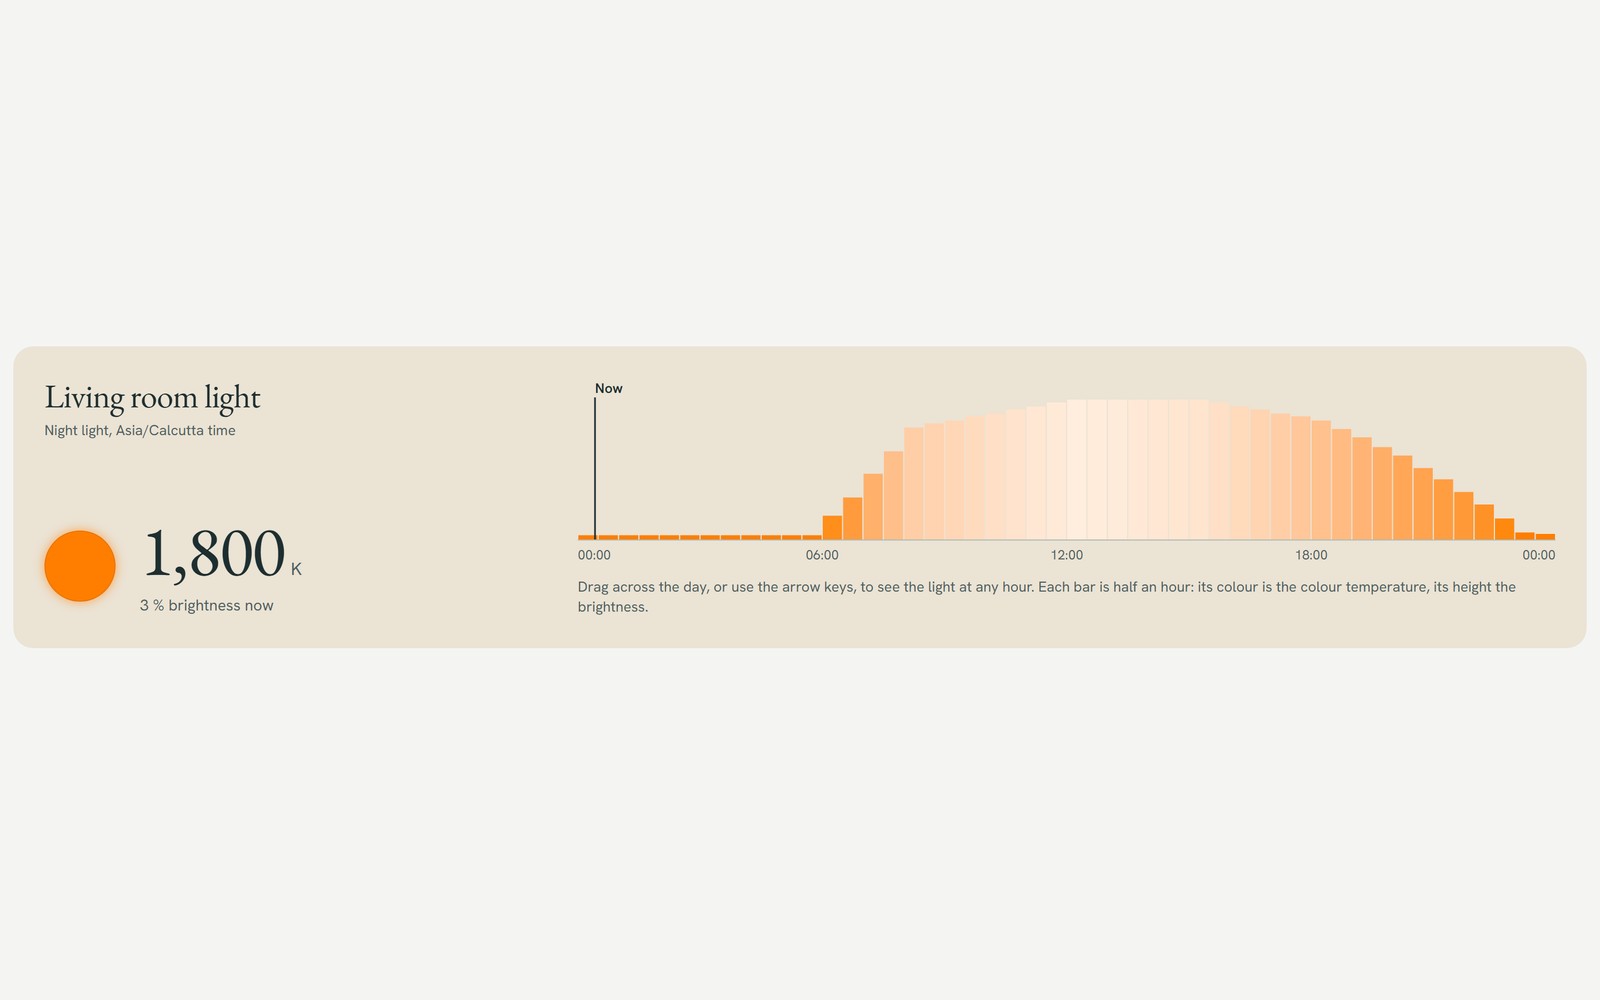 Living room light
Night light, Asia/Calcutta time
1,800 K
3 % brightness now
Now
00:00 06:00 12:00 18:00 00:00
Drag across the day, or use the arrow keys, to see the light at any hour. Each bar is half an hour: its colour is the colour temperature, its height the
brightness.